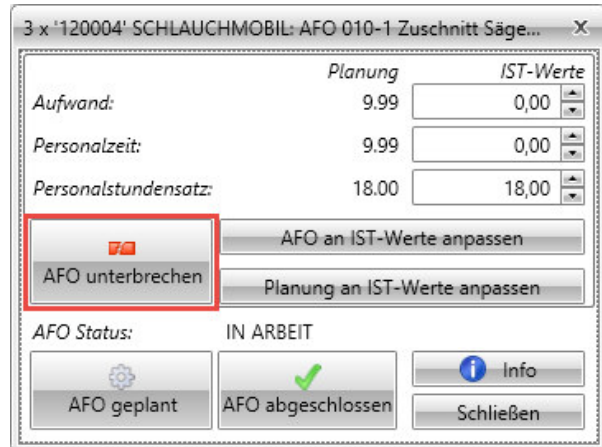 3 x '120004' SCHLAUCHMOBIL: AFO 010-1 Zuschnitt Säge... X
Planung IST-Werte
Aufwand: 9.99 0,00
Personalzeit: 9.99 0,00
Personalstundensatz: 18.00 18,00
AFO unterbrechen
AFO an IST-Werte anpassen
Planung an IST-Werte anpassen
AFO Status: IN ARBEIT
AFO geplant
AFO abgeschlossen
Info
Schließen